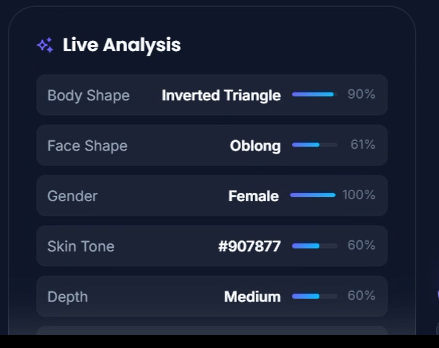 Live Analysis
Body Shape Inverted Triangle 90%
Face Shape Oblong 61%
Gender Female 100%
Skin Tone #907877 60%
Depth Medium 60%